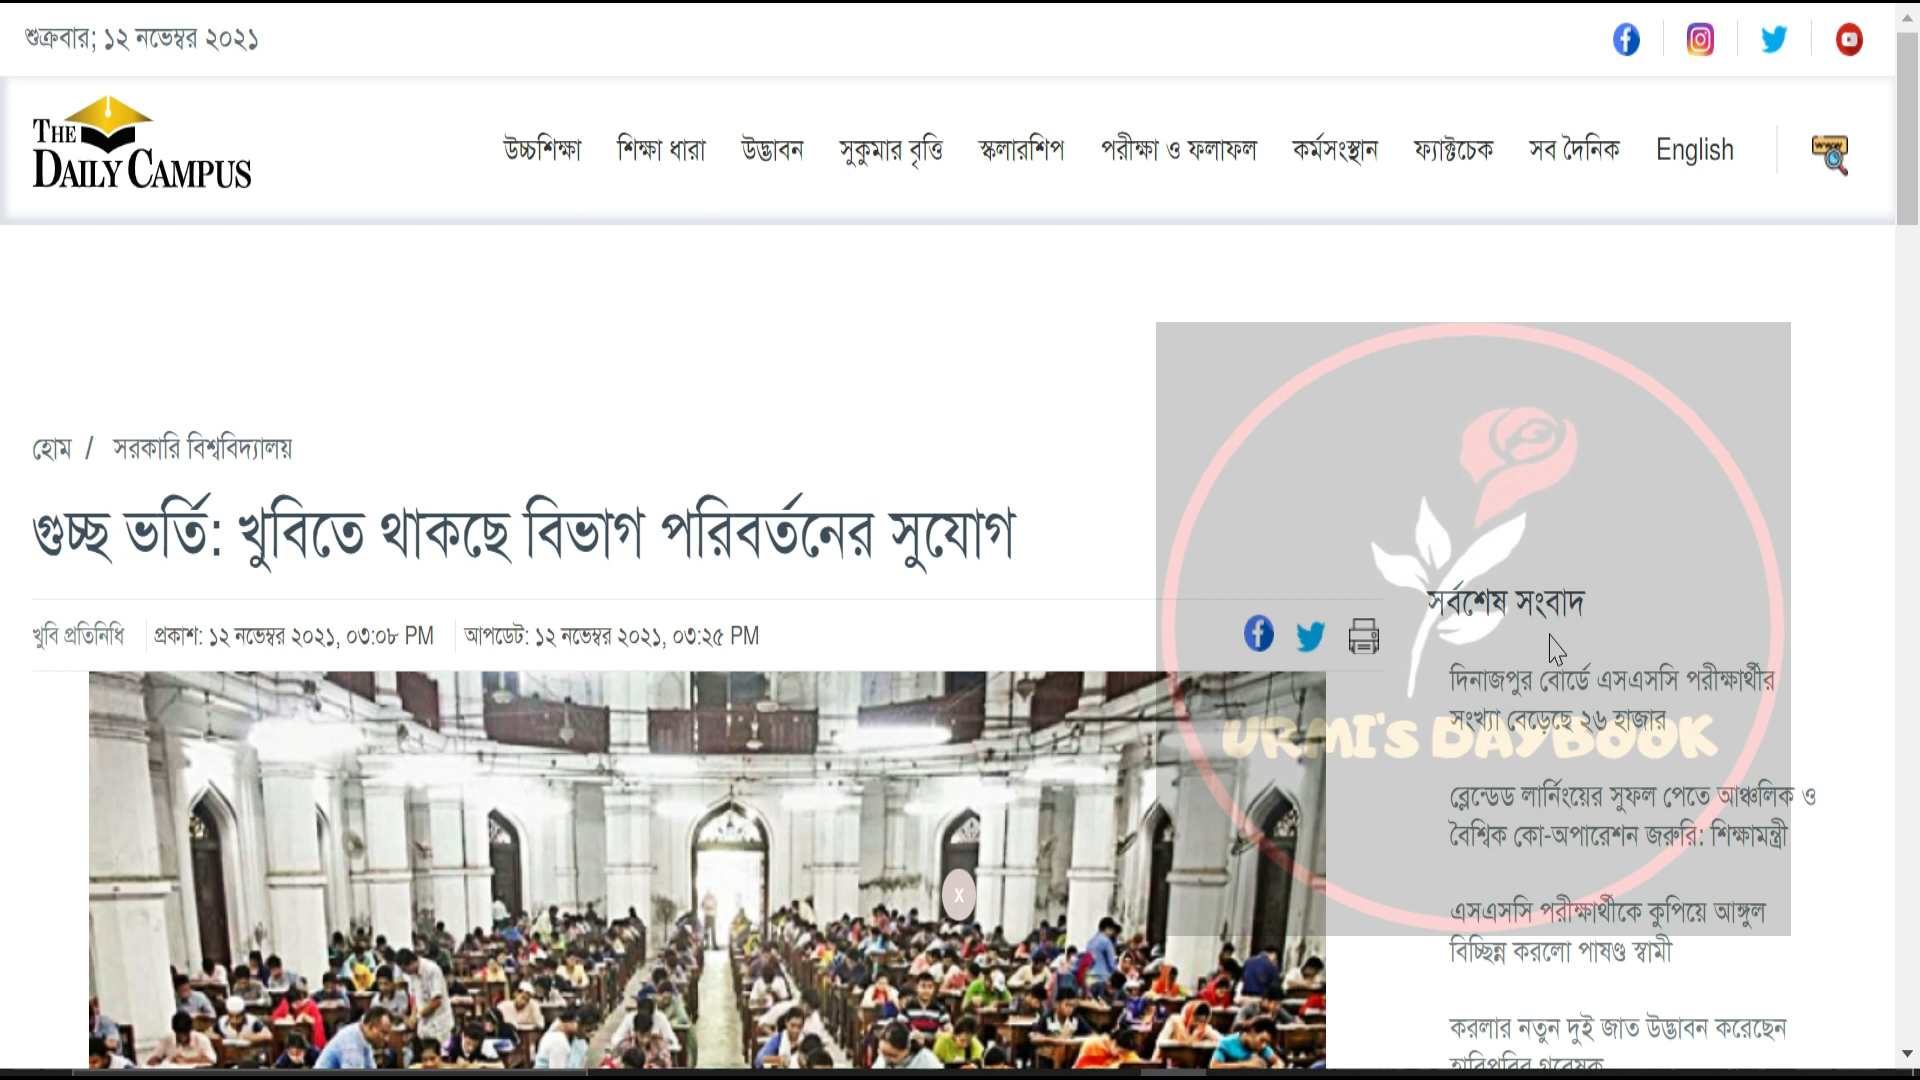 শুক্রবার; ১২ নভেম্বর ২০২১
THE
DAILY CAMPUS
উচ্চশিক্ষা শিক্ষা ধারা উদ্ভাবন সুকুমার বৃত্তি স্কলারশিপ পরীক্ষা ও ফলাফল কর্মসংস্থান ফ্যাক্টচেক সব দৈনিক English
www
হোম / সরকারি বিশ্ববিদ্যালয়
গুচ্ছ ভর্তি: খুবিতে থাকছে বিভাগ পরিবর্তনের সুযোগ
খুবি প্রতিনিধি প্রকাশ: ১২ নভেম্বর ২০২১, ০৩:০৮ PM আপডেট: ১২ নভেম্বর ২০২১, ০৩:২৫ PM
x
সর্বশেষ সংবাদ
দিনাজপুর বোর্ডে এসএসসি পরীক্ষার্থীর
সংখ্যা বেড়েছে ২৬ হাজার
URMI's DAYBOOK
ব্লেন্ডেড লার্নিংয়ের সুফল পেতে আঞ্চলিক ও
বৈশ্বিক কো-অপারেশন জরুরি: শিক্ষামন্ত্রী
এসএসসি পরীক্ষার্থীকে কুপিয়ে আঙ্গুল
বিচ্ছিন্ন করলো পাষণ্ড স্বামী
করলার নতুন দুই জাত উদ্ভাবন করেছেন